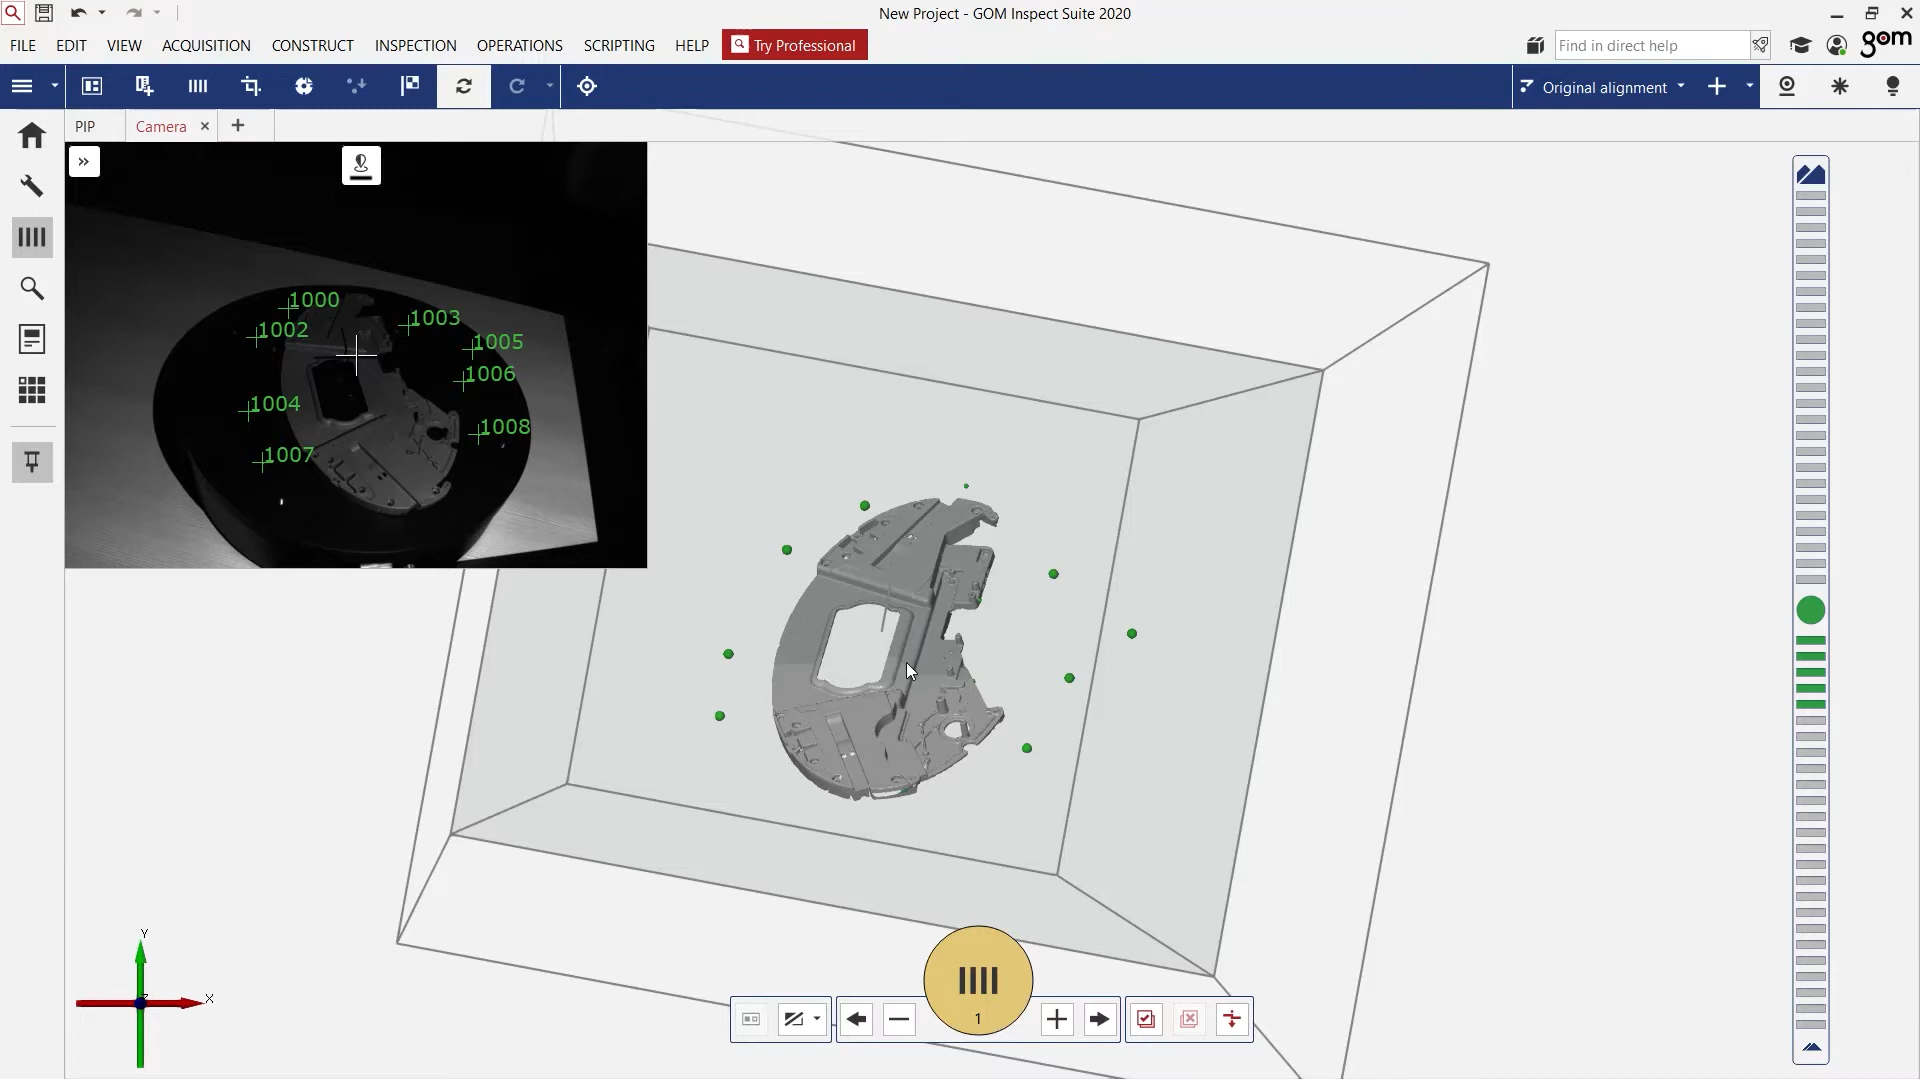 New Project - GOM Inspect Suite 2020
FILE EDIT VIEW ACQUISITION CONSTRUCT INSPECTION OPERATIONS SCRIPTING HELP Try Professional Find in direct help gom
Original alignment
PIP Camera
1000
1003
1002
1005
1006
1004
1008
1007
Y
X
1